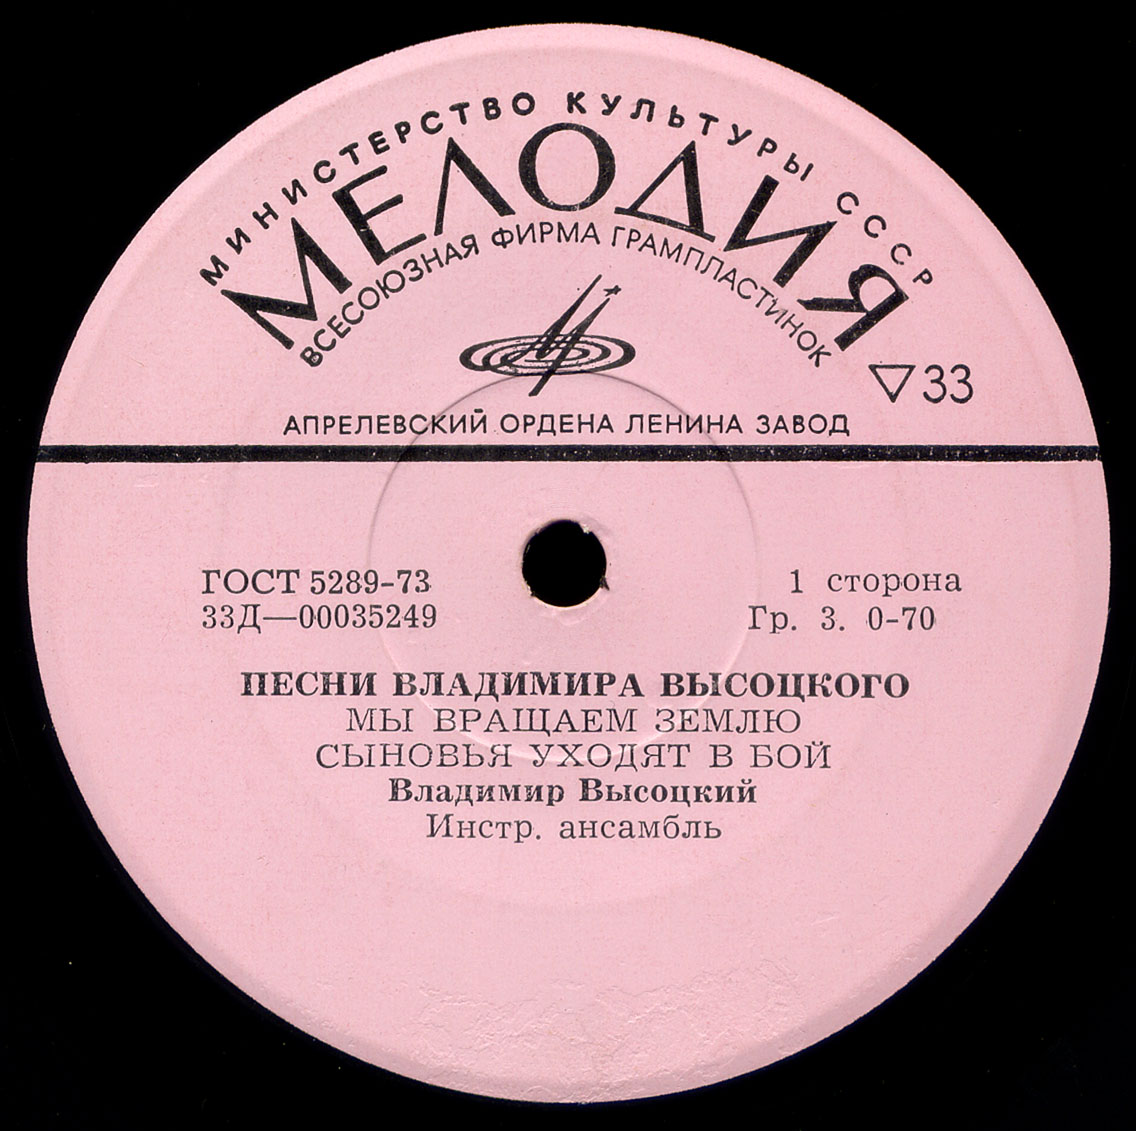 МИНИСТЕРСТВО КУЛЬТУРЫ СССР
МЕЛОДИЯ
ВСЕСОЮЗНАЯ ФИРМА ГРАМПЛАСТИНОК
▽33
АПРЕЛЕВСКИЙ ОРДЕНА ЛЕНИНА ЗАВОД
ГОСТ 5289-73
33Д—00035249
1 сторона
Гр. 3. 0-70
ПЕСНИ ВЛАДИМИРА ВЫСОЦКОГО
МЫ ВРАЩАЕМ ЗЕМЛЮ
СЫНОВЬЯ УХОДЯТ В БОЙ
Владимир Высоцкий
Инстр. ансамбль